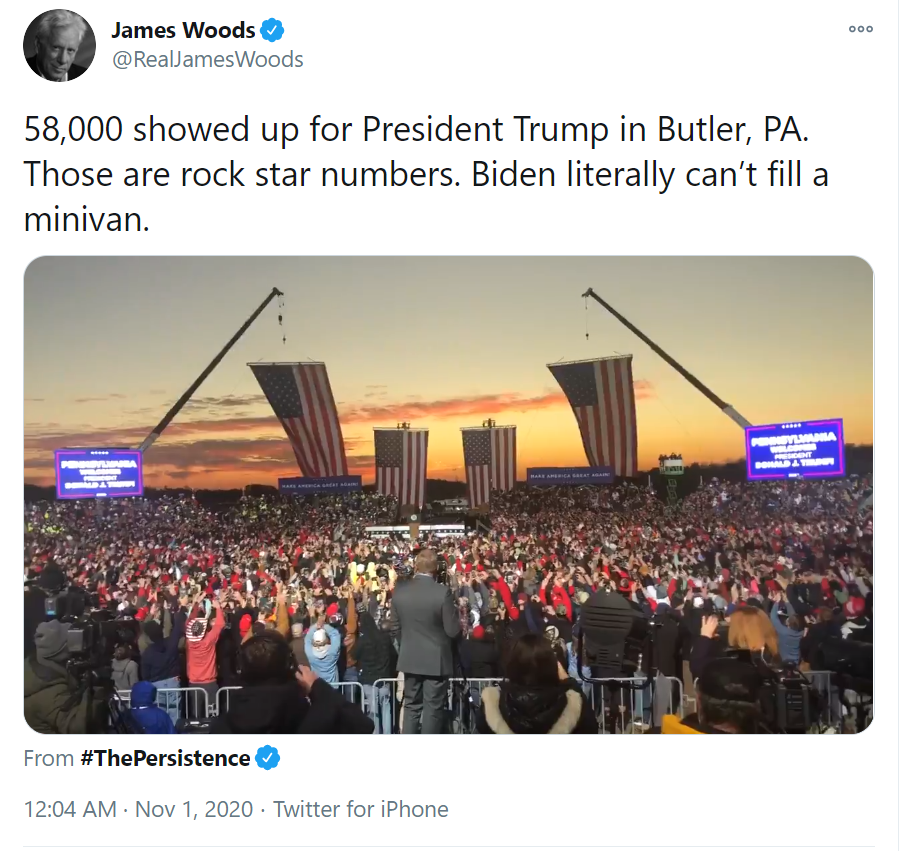 James Woods
@RealJamesWoods
58,000 showed up for President Trump in Butler, PA.
Those are rock star numbers. Biden literally can’t fill a
minivan.
PENNSYLVANIA
WELCOMES
PRESIDENT
DONALD J. TRUMP!
MAKE AMERICA GREAT AGAIN!
MAKE AMERICA GREAT AGAIN!
PENNSYLVANIA
WELCOMES
PRESIDENT
DONALD J. TRUMP!
From #ThePersistence
12:04 AM · Nov 1, 2020 · Twitter for iPhone